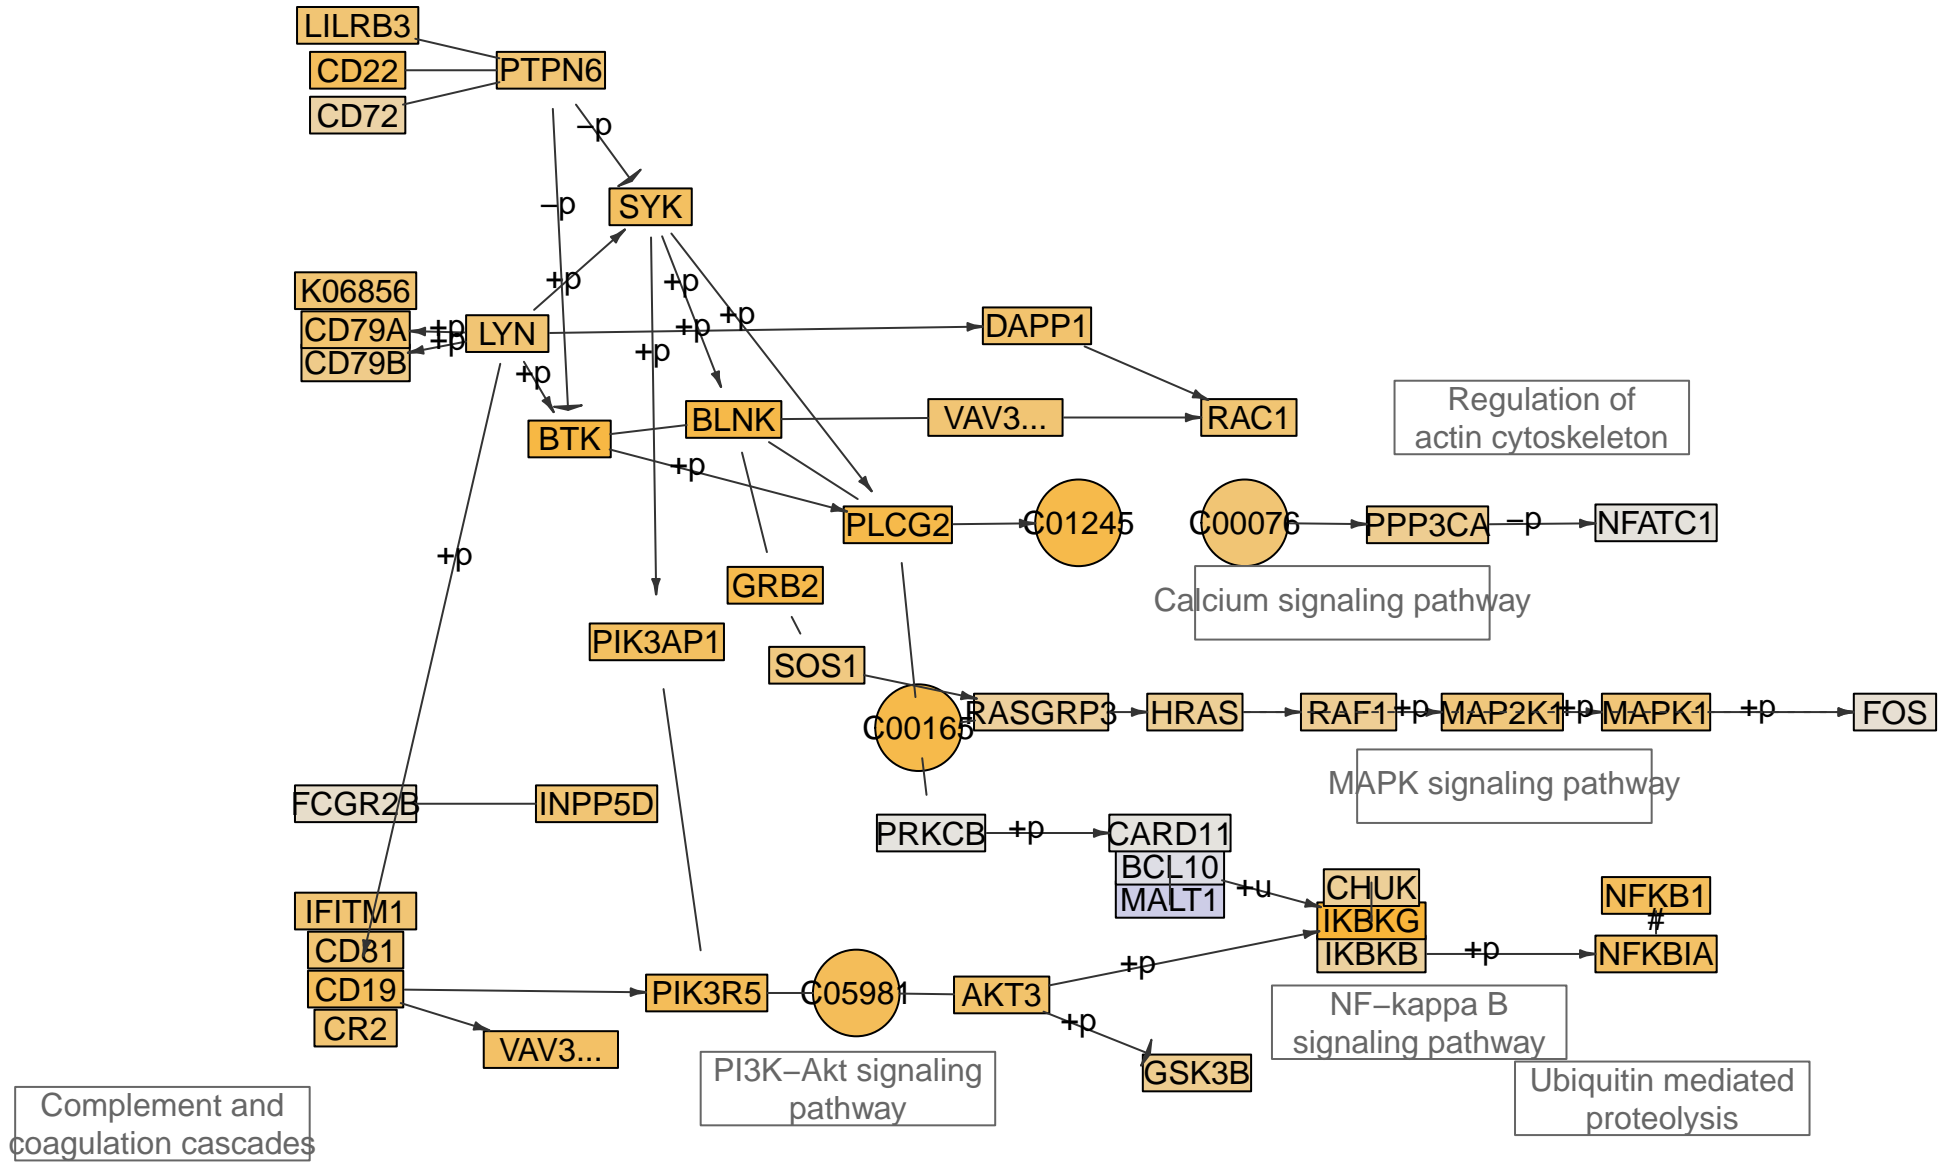 LILRB3
CD22
PTPN6
CD72
−p
SYK
−p
+p
+p
K06856
CD79A
+p
LYN
+p
+p
DAPP1
CD79B
+p
+p
+p
BTK
BLNK
VAV3...
RAC1
Regulation of
actin cytoskeleton
+p
PLCG2
C01245
C00076
PPP3CA
−p
NFATC1
+p
GRB2
Calcium signaling pathway
PIK3AP1
SOS1
C00165
RASGRP3
HRAS
RAF1
+p
MAP2K1
+p
MAPK1
+p
FOS
MAPK signaling pathway
FCGR2B
INPP5D
PRKCB
+p
CARD11
BCL10
MALT1
+u
CHUK
IKBKG
IKBKB
+p
NFKB1
#
NFKBIA
IFITM1
CD81
CD19
CR2
VAV3...
PIK3R5
C05981
AKT3
+p
+p
GSK3B
NF−kappa B
signaling pathway
PI3K−Akt signaling
pathway
Ubiquitin mediated
proteolysis
Complement and
coagulation cascades